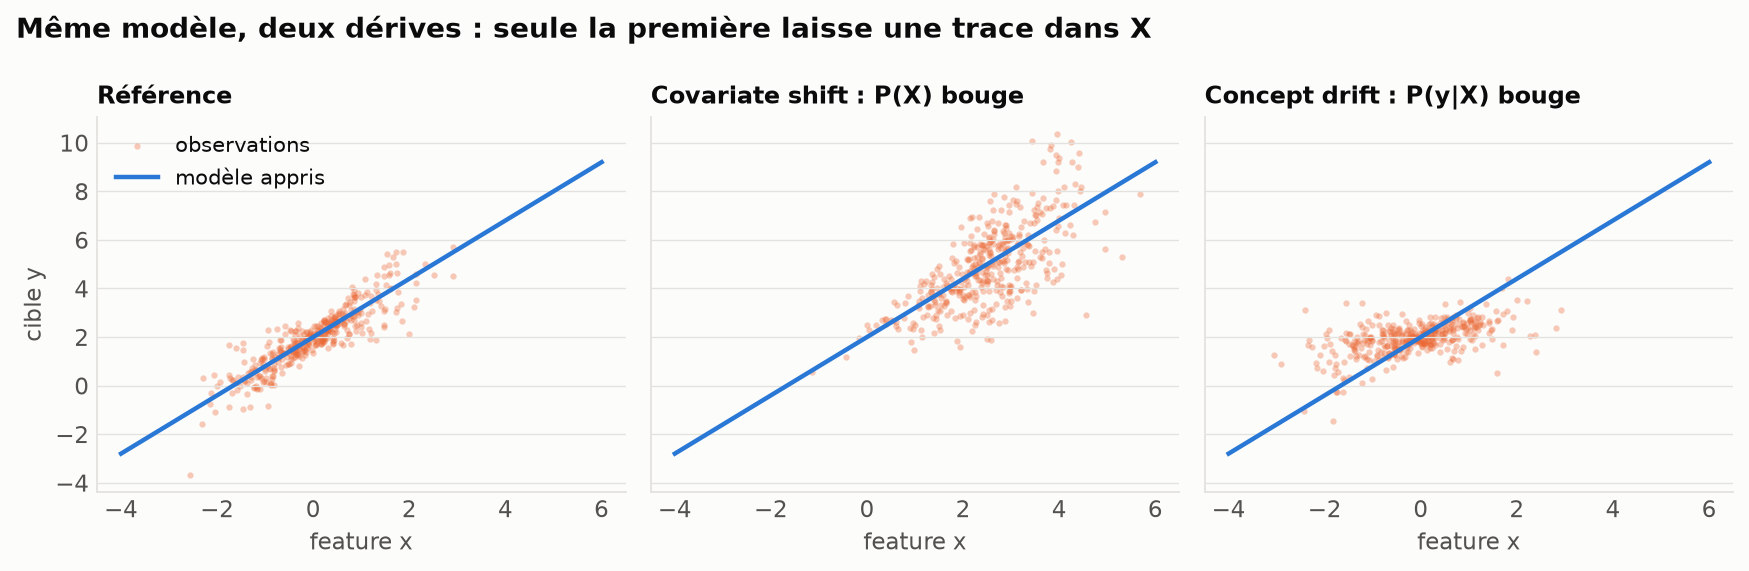 Même modèle, deux dérives : seule la première laisse une trace dans X
Référence
observations
modèle appris
10
8
6
4
2
0
−2
−4
cible y
−4 −2 0 2 4 6
feature x
Covariate shift : P(X) bouge
−4 −2 0 2 4 6
feature x
Concept drift : P(y|X) bouge
−4 −2 0 2 4 6
feature x